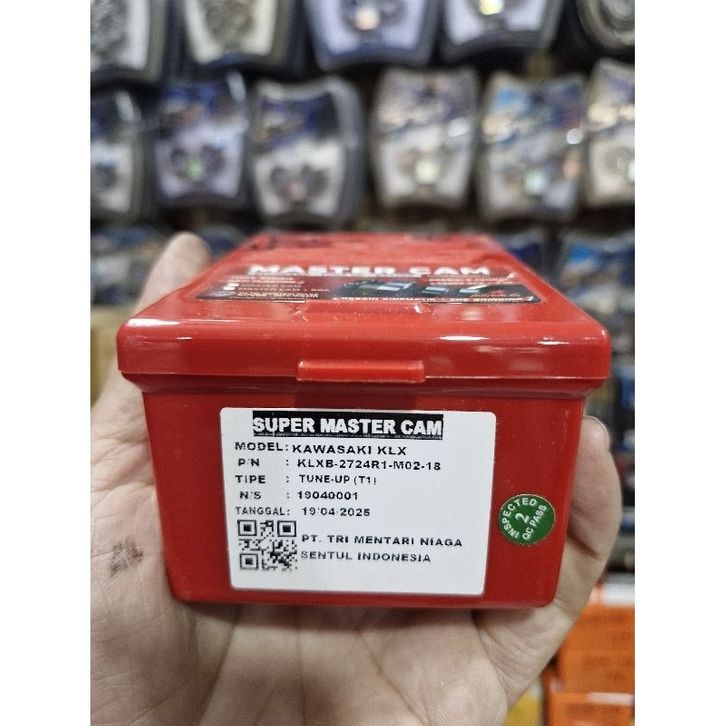 MASTER CAM
SUPER MASTER CAM
MODEL: KAWASAKI KLX
P/N : KLXB-2724R1-M02-18
TIPE : TUNE-UP (T1)
N/S : 19040001
TANGGAL: 19/04/2025
PT. TRI MENTARI NIAGA
SENTUL INDONESIA
INSPECTED
2
QC PASS